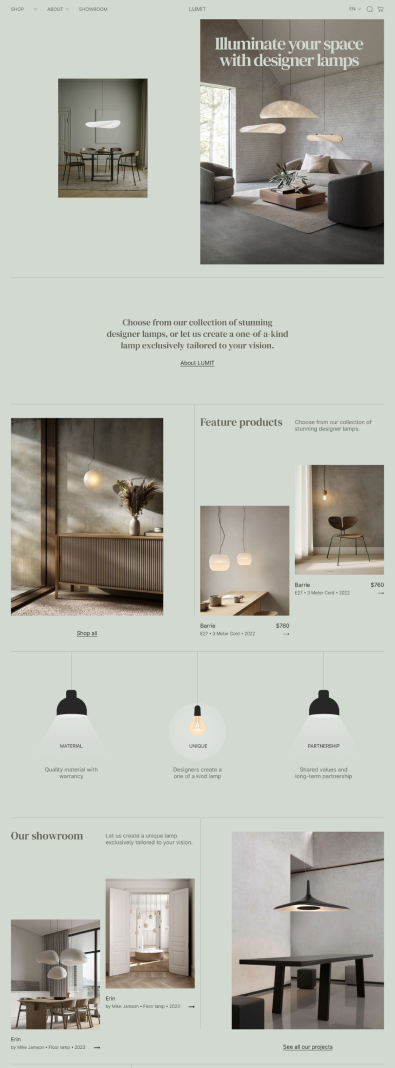 SHOP
ABOUT
SHOWROOM
LUMIT
EN
Illuminate your space
with designer lamps
Choose from our collection of stunning
designer lamps, or let us create a one-of-a-kind
lamp exclusively tailored to your vision.
About LUMIT
Feature products
Choose from our collection of
stunning designer lamps.
Barrie $760
E27 • 3 Meter Cord • 2022 →
Barrie $760
E27 • 3 Meter Cord • 2022 →
Shop all
MATERIAL
Quality material with
warrancy
UNIQUE
Designers create a
one of a kind lamp
PARTNERSHIP
Shared values and
long-term partnership
Our showroom
Let us create a unique lamp
exclusively tailored to your vision.
Erin
by Mike Jamson • Floor lamp • 2023 →
Erin
by Mike Jamson • Floor lamp • 2023 →
See all our projects